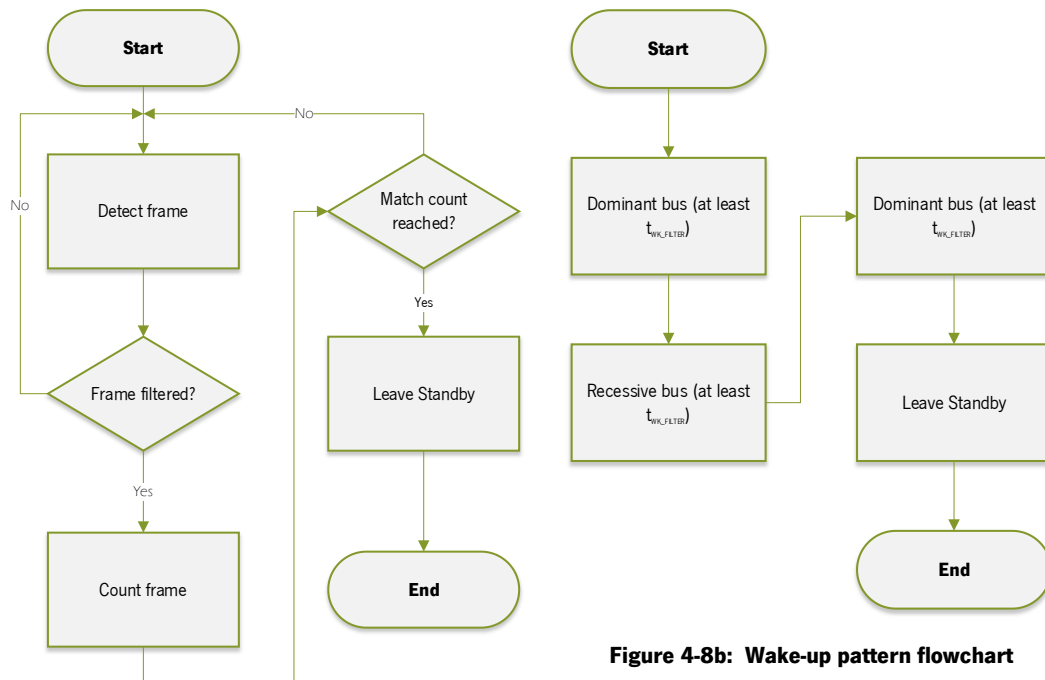 Start
No
No
Detect frame
Frame filtered?
Yes
Count frame
Match count
reached?
Yes
Leave Standby
End
Start
Dominant bus (at least
tWK_FILTER)
Recessive bus (at least
tWK_FILTER)
Dominant bus (at least
tWK_FILTER)
Leave Standby
End
Figure 4-8b: Wake-up pattern flowchart